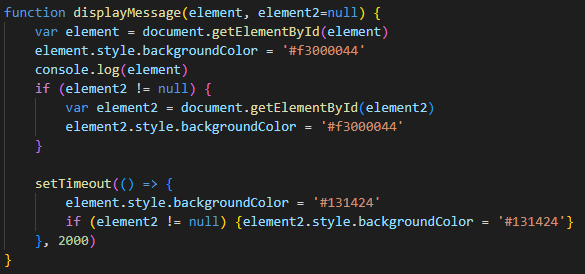 function displayMessage(element, element2=null) {
    var element = document.getElementById(element)
    element.style.backgroundColor = '#f3000044'
    console.log(element)
    if (element2 != null) {
        var element2 = document.getElementById(element2)
        element2.style.backgroundColor = '#f3000044'
    }

    setTimeout(() => {
        element.style.backgroundColor = '#131424'
        if (element2 != null) {element2.style.backgroundColor = '#131424'}
    }, 2000)
}